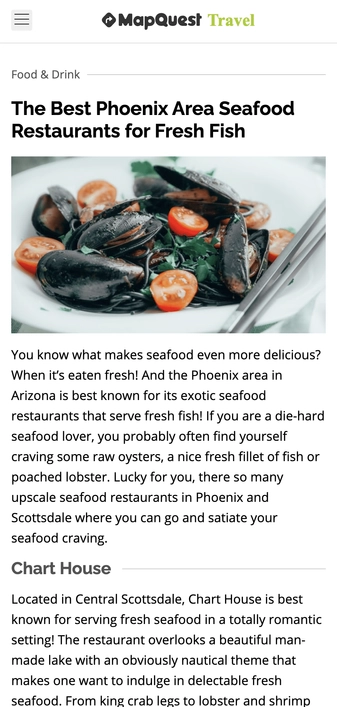 MapQuest Travel
Food & Drink
The Best Phoenix Area Seafood
Restaurants for Fresh Fish
You know what makes seafood even more delicious?
When it’s eaten fresh! And the Phoenix area in
Arizona is best known for its exotic seafood
restaurants that serve fresh fish! If you are a die-hard
seafood lover, you probably often find yourself
craving some raw oysters, a nice fresh fillet of fish or
poached lobster. Lucky for you, there so many
upscale seafood restaurants in Phoenix and
Scottsdale where you can go and satiate your
seafood craving.
Chart House
Located in Central Scottsdale, Chart House is best
known for serving fresh seafood in a totally romantic
setting! The restaurant overlooks a beautiful man-
made lake with an obviously nautical theme that
makes one want to indulge in delectable fresh
seafood. From king crab legs to lobster and shrimp